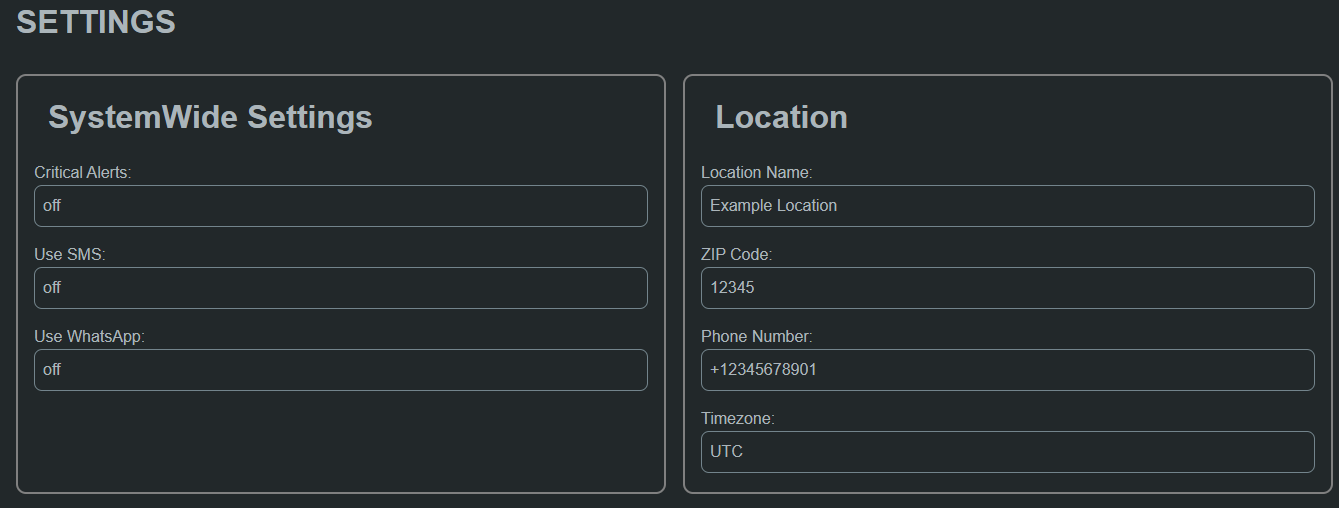 SETTINGS
SystemWide Settings
Critical Alerts:
off
Use SMS:
off
Use WhatsApp:
off
Location
Location Name:
Example Location
ZIP Code:
12345
Phone Number:
+12345678901
Timezone:
UTC